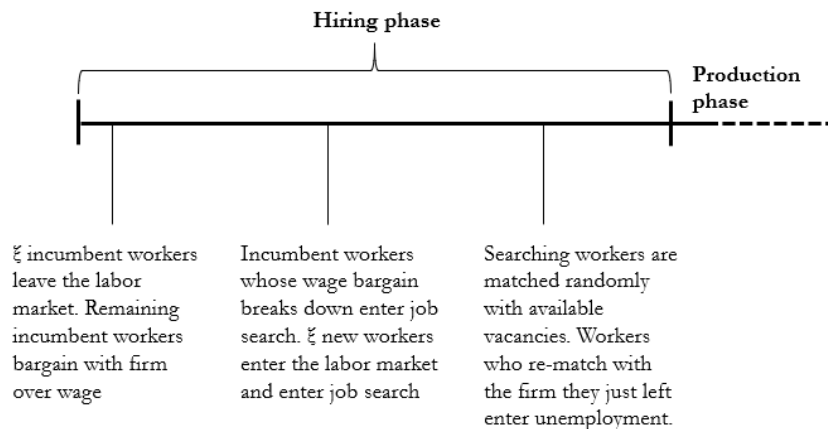 Hiring phase
Production
phase
ξ incumbent workers
leave the labor
market. Remaining
incumbent workers
bargain with firm
over wage
Incumbent workers
whose wage bargain
breaks down enter job
search. ξ new workers
enter the labor market
and enter job search
Searching workers are
matched randomly
with available
vacancies. Workers
who re-match with
the firm they just left
enter unemployment.